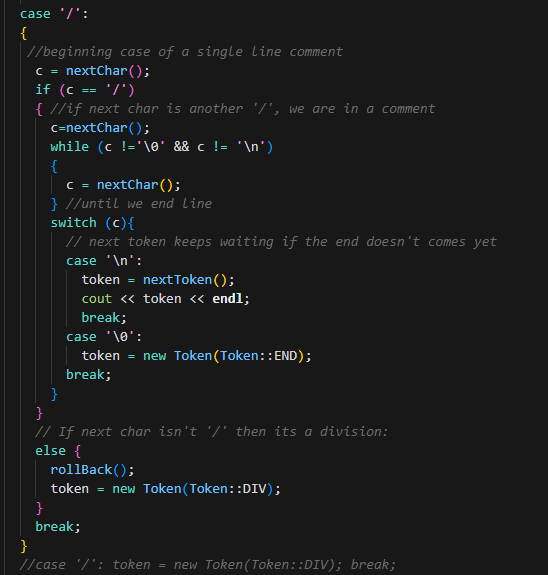 case '/':
{
//beginning case of a single line comment
c = nextChar();
if (c == '/')
{ //if next char is another '/', we are in a comment
c=nextChar();
while (c !='\0' && c != '\n')
{
c = nextChar();
} //until we end line
switch (c){
// next token keeps waiting if the end doesn't comes yet
case '\n':
token = nextToken();
cout << token << endl;
break;
case '\0':
token = new Token(Token::END);
break;
}
}
// If next char isn't '/' then its a division:
else {
rollBack();
token = new Token(Token::DIV);
}
break;
}
//case '/': token = new Token(Token::DIV); break;